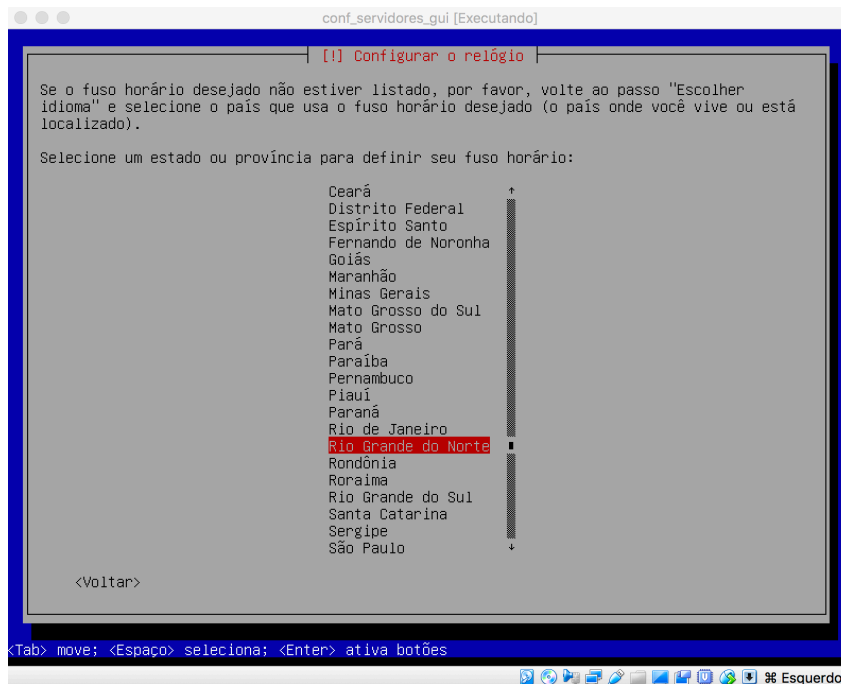 conf_servidores_gui [Executando]
[!] Configurar o relógio
Se o fuso horário desejado não estiver listado, por favor, volte ao passo "Escolher
idioma" e selecione o país que usa o fuso horário desejado (o país onde você vive ou está
localizado).
Selecione um estado ou província para definir seu fuso horário:
Ceará
Distrito Federal
Espírito Santo
Fernando de Noronha
Goiás
Maranhão
Minas Gerais
Mato Grosso do Sul
Mato Grosso
Pará
Paraíba
Pernambuco
Piauí
Paraná
Rio de Janeiro
Rio Grande do Norte
Rondônia
Roraima
Rio Grande do Sul
Santa Catarina
Sergipe
São Paulo
<Voltar>
<Tab> move; <Espaço> seleciona; <Enter> ativa botões
⌘ Esquerdo